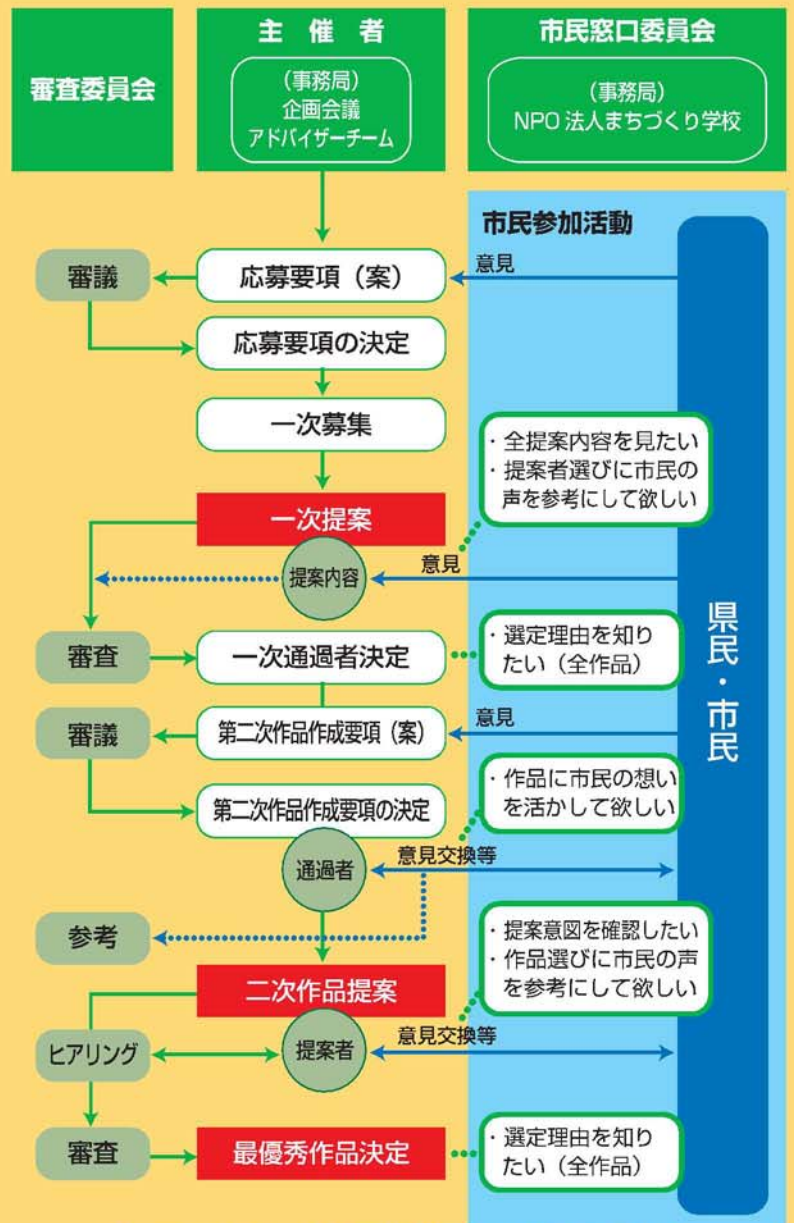 審査委員会
主 催 者
(事務局)
企画会議
アドバイザーチーム
市民窓口委員会
(事務局)
NPO 法人まちづくり学校
市民参加活動
審議
応募要項（案）
意見
応募要項の決定
一次募集
・全提案内容を見たい
・提案者選びに市民の
声を参考にして欲しい
一次提案
提案内容
意見
県民・市民
審査
一次通過者決定
・選定理由を知り
たい（全作品）
審議
第二次作品作成要項（案）
意見
第二次作品作成要項の決定
・作品に市民の想い
を活かして欲しい
通過者
意見交換等
参考
・提案意図を確認したい
・作品選びに市民の声
を参考にして欲しい
二次作品提案
ヒアリング
提案者
意見交換等
審査
最優秀作品決定
・選定理由を知り
たい（全作品）